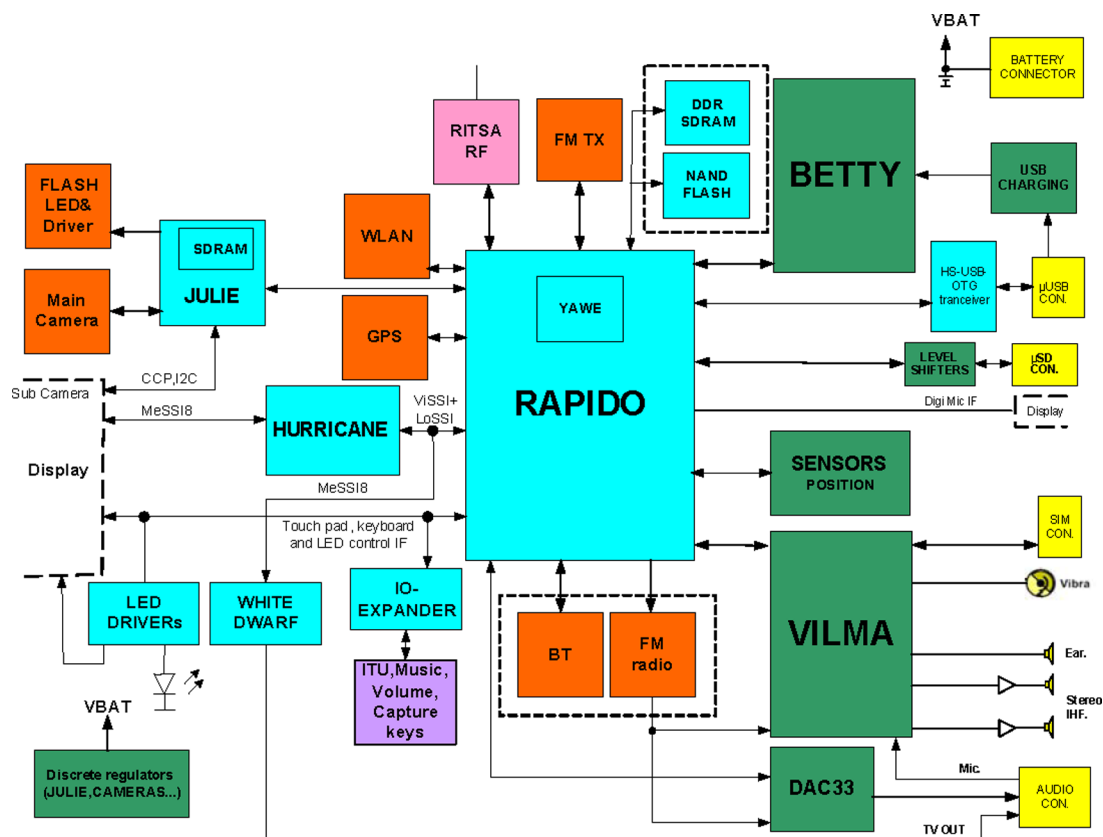 VBAT
BATTERY
CONNECTOR
RITSA
RF
FM TX
DDR
SDRAM
NAND
FLASH
BETTY
USB
CHARGING
FLASH
LED&
Driver
SDRAM
JULIE
WLAN
HS-USB-
OTG
tranceiver
µUSB
CON.
Main
Camera
YAWE
GPS
LEVEL
SHIFTERS
µSD
CON.
CCP,I2C
Sub Camera
MeSSI8
ViSSI+
LoSSI
RAPIDO
Digi Mic IF
Display
HURRICANE
Display
MeSSI8
SENSORS
POSITION
Touch pad , keyboard
and LED control IF
SIM
CON.
LED
DRIVERs
WHITE
DWARF
IO-
EXPANDER
Vibra
VILMA
BT
FM
radio
ITU,Music,
Volume,
Capture
keys
Ear.
Stereo
IHF.
VBAT
Discrete regulators
(JULIE,CAMERAS...)
DAC33
Mic.
AUDIO
CON.
TV OUT